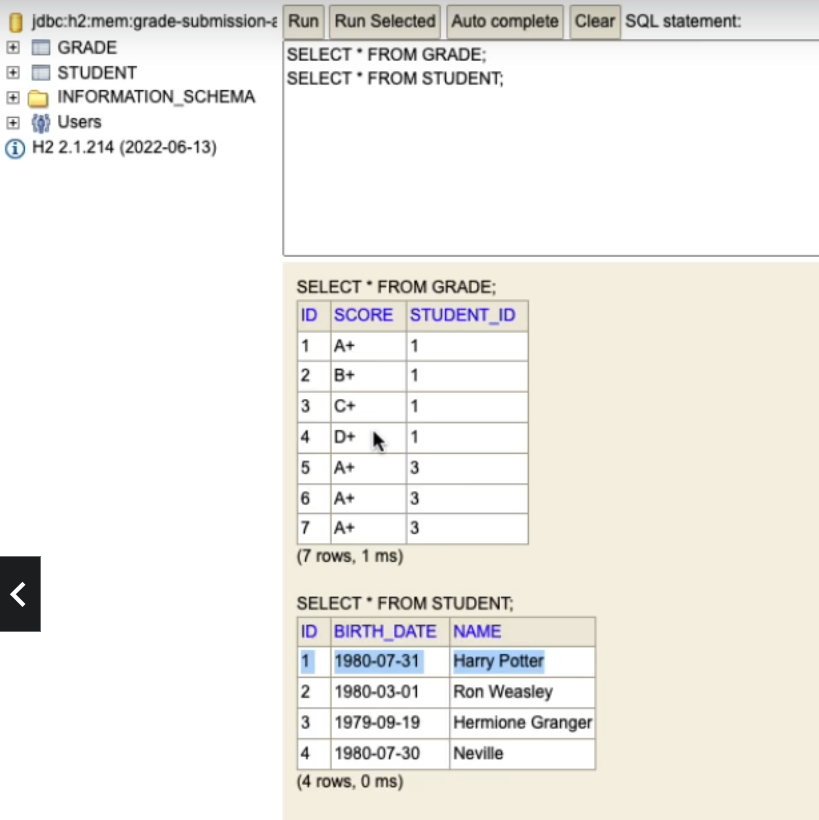 jdbc:h2:mem:grade-submission-
Run Run Selected Auto complete Clear SQL statement:
GRADE
STUDENT
INFORMATION_SCHEMA
Users
H2 2.1.214 (2022-06-13)
SELECT * FROM GRADE;
SELECT * FROM STUDENT;
SELECT * FROM GRADE;
ID SCORE STUDENT_ID
1 A+ 1
2 B+ 1
3 C+ 1
4 D+ 1
5 A+ 3
6 A+ 3
7 A+ 3
(7 rows, 1 ms)
SELECT * FROM STUDENT;
ID BIRTH_DATE NAME
1 1980-07-31 Harry Potter
2 1980-03-01 Ron Weasley
3 1979-09-19 Hermione Granger
4 1980-07-30 Neville
(4 rows, 0 ms)